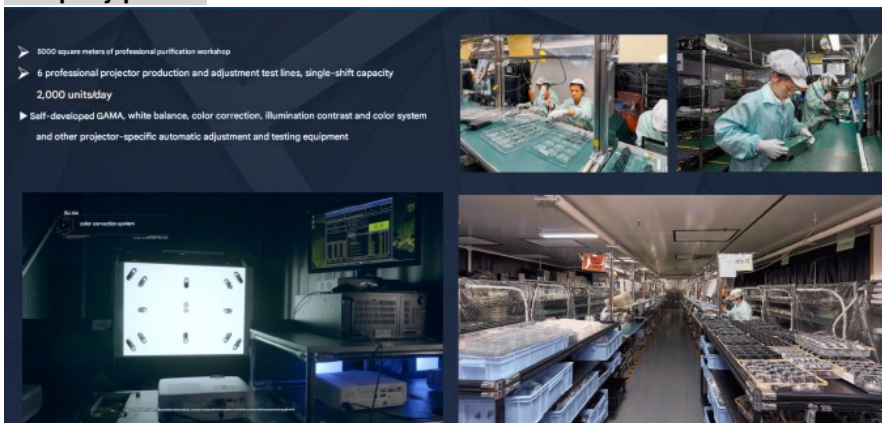 5000 square meters of professional purification workshop
6 professional projector production and adjustment test lines, single-shift capacity
2,000 units/day
Self-developed GAMA, white balance, color correction, illumination contrast and color system
and other projector-specific automatic adjustment and testing equipment
color correction system